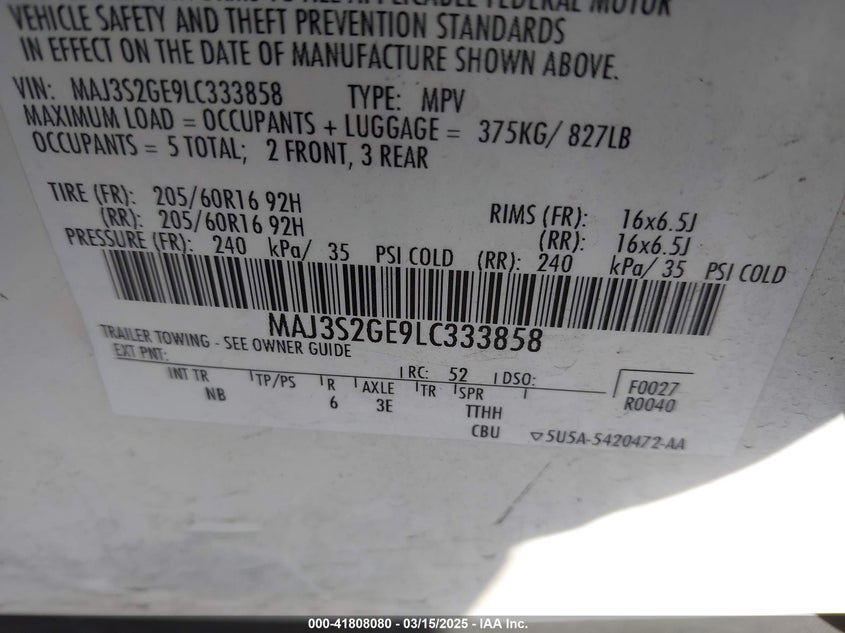 VEHICLE SAFETY AND THEFT PREVENTION STANDARDS
IN EFFECT ON THE DATE OF MANUFACTURE SHOWN ABOVE.
VIN: MAJ3S2GE9LC333858 TYPE: MPV
MAXIMUM LOAD = OCCUPANTS + LUGGAGE = 375KG/ 827LB
OCCUPANTS = 5 TOTAL; 2 FRONT, 3 REAR
TIRE (FR): 205/60R16 92H RIMS (FR): 16x6.5J
(RR): 205/60R16 92H (RR): 16x6.5J
PRESSURE (FR): 240 kPa/ 35 PSI COLD (RR): 240 kPa/ 35 PSI COLD
MAJ3S2GE9LC333858
TRAILER TOWING - SEE OWNER GUIDE
EXT PNT: RC: 52 DSO: F0027
R0040
INT TR TP/PS R AXLE TR SPR
NB 6 3E TTHH
CBU ▽5U5A-5420472-AA
000-41808080 - 03/15/2025 - IAA Inc.